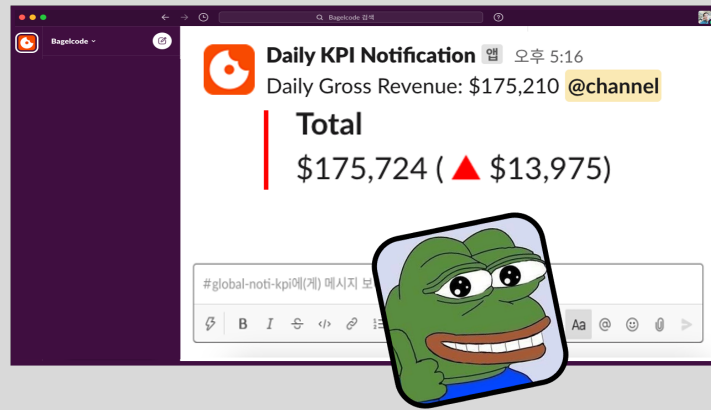 Bagelcode 검색
Bagelcode
Daily KPI Notification 앱 오후 5:16
Daily Gross Revenue: $175,210 @channel
Total
$175,724 ( ▲ $13,975)
#global-noti-kpi에(게) 메시지 보
B I S </> Aa @